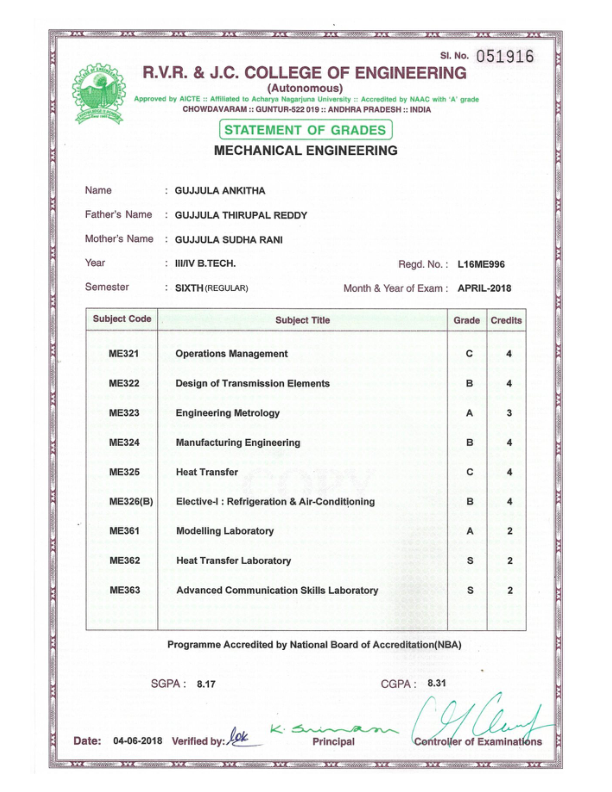 Sl. No. 051916
R.V.R. & J.C. COLLEGE OF ENGINEERING
(Autonomous)
Approved by AICTE :: Affiliated to Acharya Nagarjuna University :: Accredited by NAAC with 'A' grade
CHOWDAVARAM :: GUNTUR-522 019 :: ANDHRA PRADESH :: INDIA
STATEMENT OF GRADES
MECHANICAL ENGINEERING
Name : GUJJULA ANKITHA
Father's Name : GUJJULA THIRUPAL REDDY
Mother's Name : GUJJULA SUDHA RANI
Year : III/IV B.TECH. Regd. No. : L16ME996
Semester : SIXTH (REGULAR) Month & Year of Exam : APRIL-2018
Subject Code Subject Title Grade Credits
ME321 Operations Management C 4
ME322 Design of Transmission Elements B 4
ME323 Engineering Metrology A 3
ME324 Manufacturing Engineering B 4
ME325 Heat Transfer C 4
COPY
ME326(B) Elective-I : Refrigeration & Air-Conditioning B 4
ME361 Modelling Laboratory A 2
ME362 Heat Transfer Laboratory S 2
ME363 Advanced Communication Skills Laboratory S 2
Programme Accredited by National Board of Accreditation(NBA)
SGPA : 8.17 CGPA : 8.31
Date: 04-06-2018 Verified by: Principal Controller of Examinations